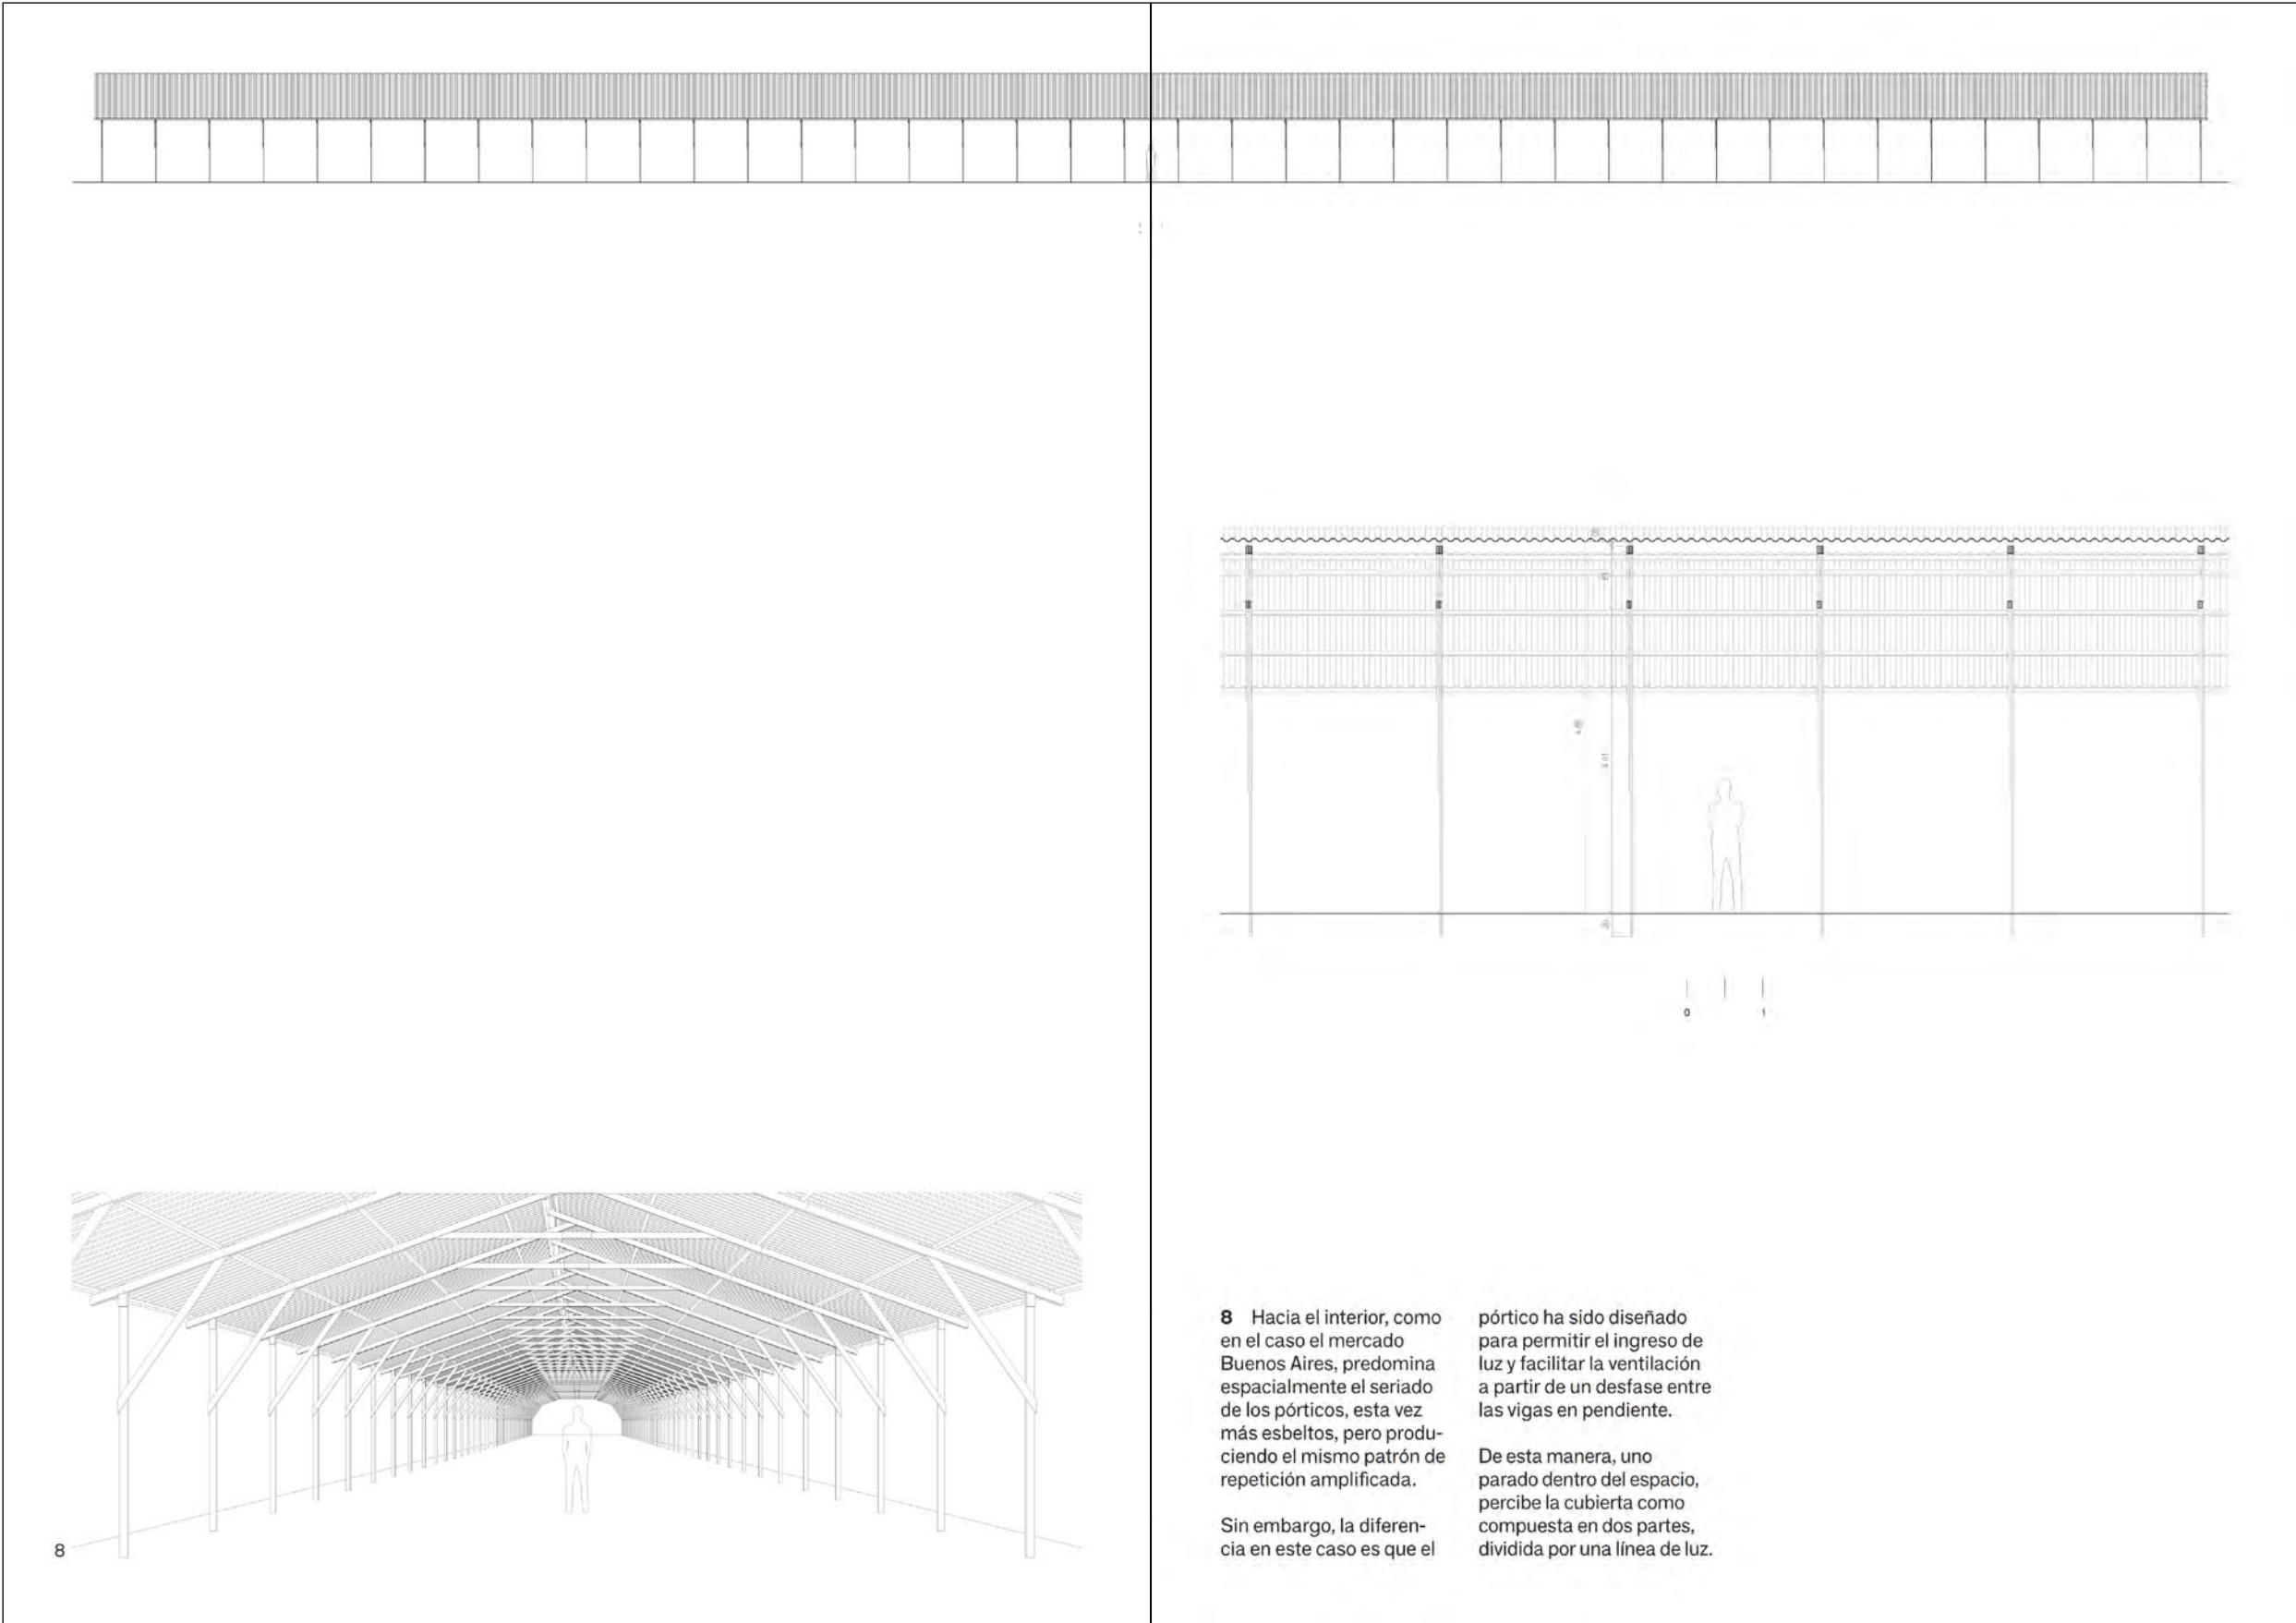 4.61
20
0 1
8
8 Hacia el interior, como
en el caso el mercado
Buenos Aires, predomina
espacialmente el seriado
de los pórticos, esta vez
más esbeltos, pero produ-
ciendo el mismo patrón de
repetición amplificada.
Sin embargo, la diferen-
cia en este caso es que el
pórtico ha sido diseñado
para permitir el ingreso de
luz y facilitar la ventilación
a partir de un desfase entre
las vigas en pendiente.
De esta manera, uno
parado dentro del espacio,
percibe la cubierta como
compuesta en dos partes,
dividida por una línea de luz.